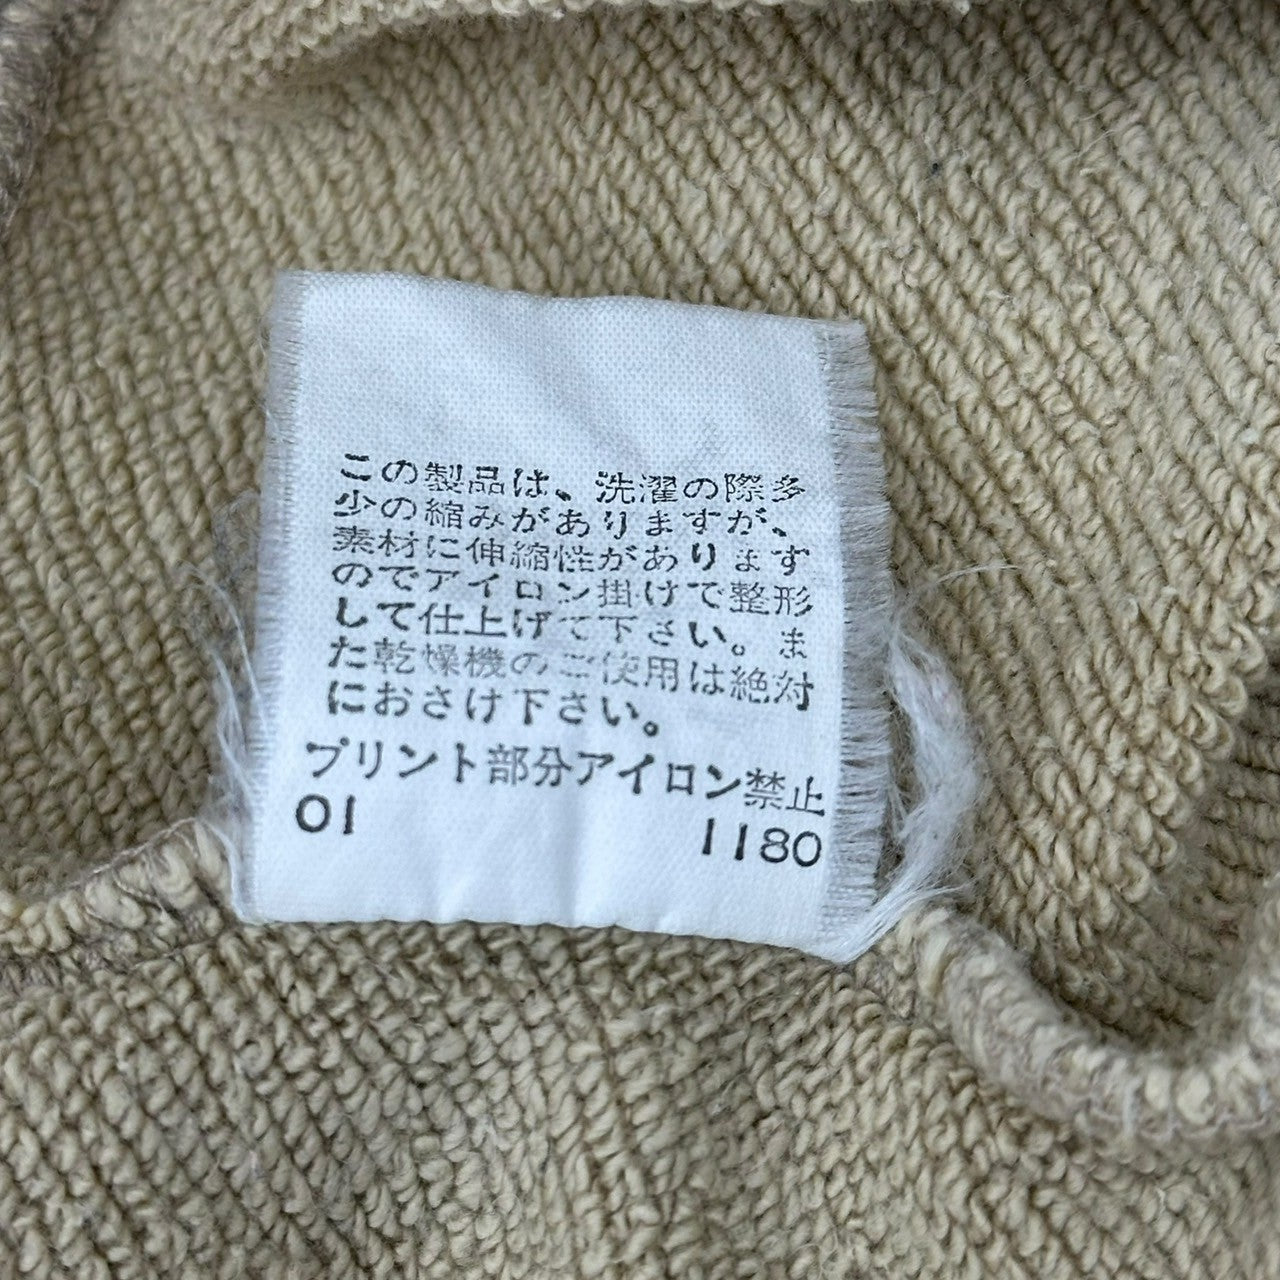 この製品は、洗濯の際多
少の縮みがありますが、
素材に伸縮性があります
のでアイロン掛けで整形
して仕上げて下さい。ま
た乾燥機のご使用は絶対
におさけ下さい。
プリント部分アイロン禁止
01 1180